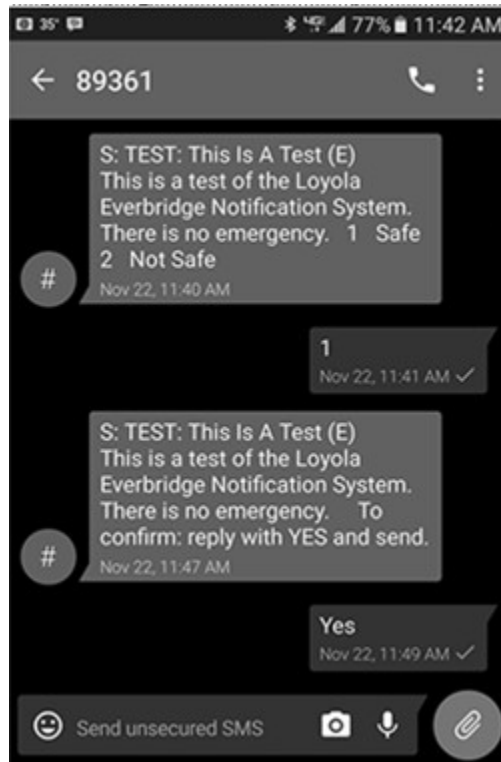 35° 4G LTE 77% 11:42 AM
89361
S: TEST: This Is A Test (E)
This is a test of the Loyola
Everbridge Notification System.
There is no emergency.   1   Safe
2   Not Safe
Nov 22, 11:40 AM
#
1
Nov 22, 11:41 AM
S: TEST: This Is A Test (E)
This is a test of the Loyola
Everbridge Notification System.
There is no emergency.     To
confirm: reply with YES and send.
Nov 22, 11:47 AM
#
Yes
Nov 22, 11:49 AM
Send unsecured SMS